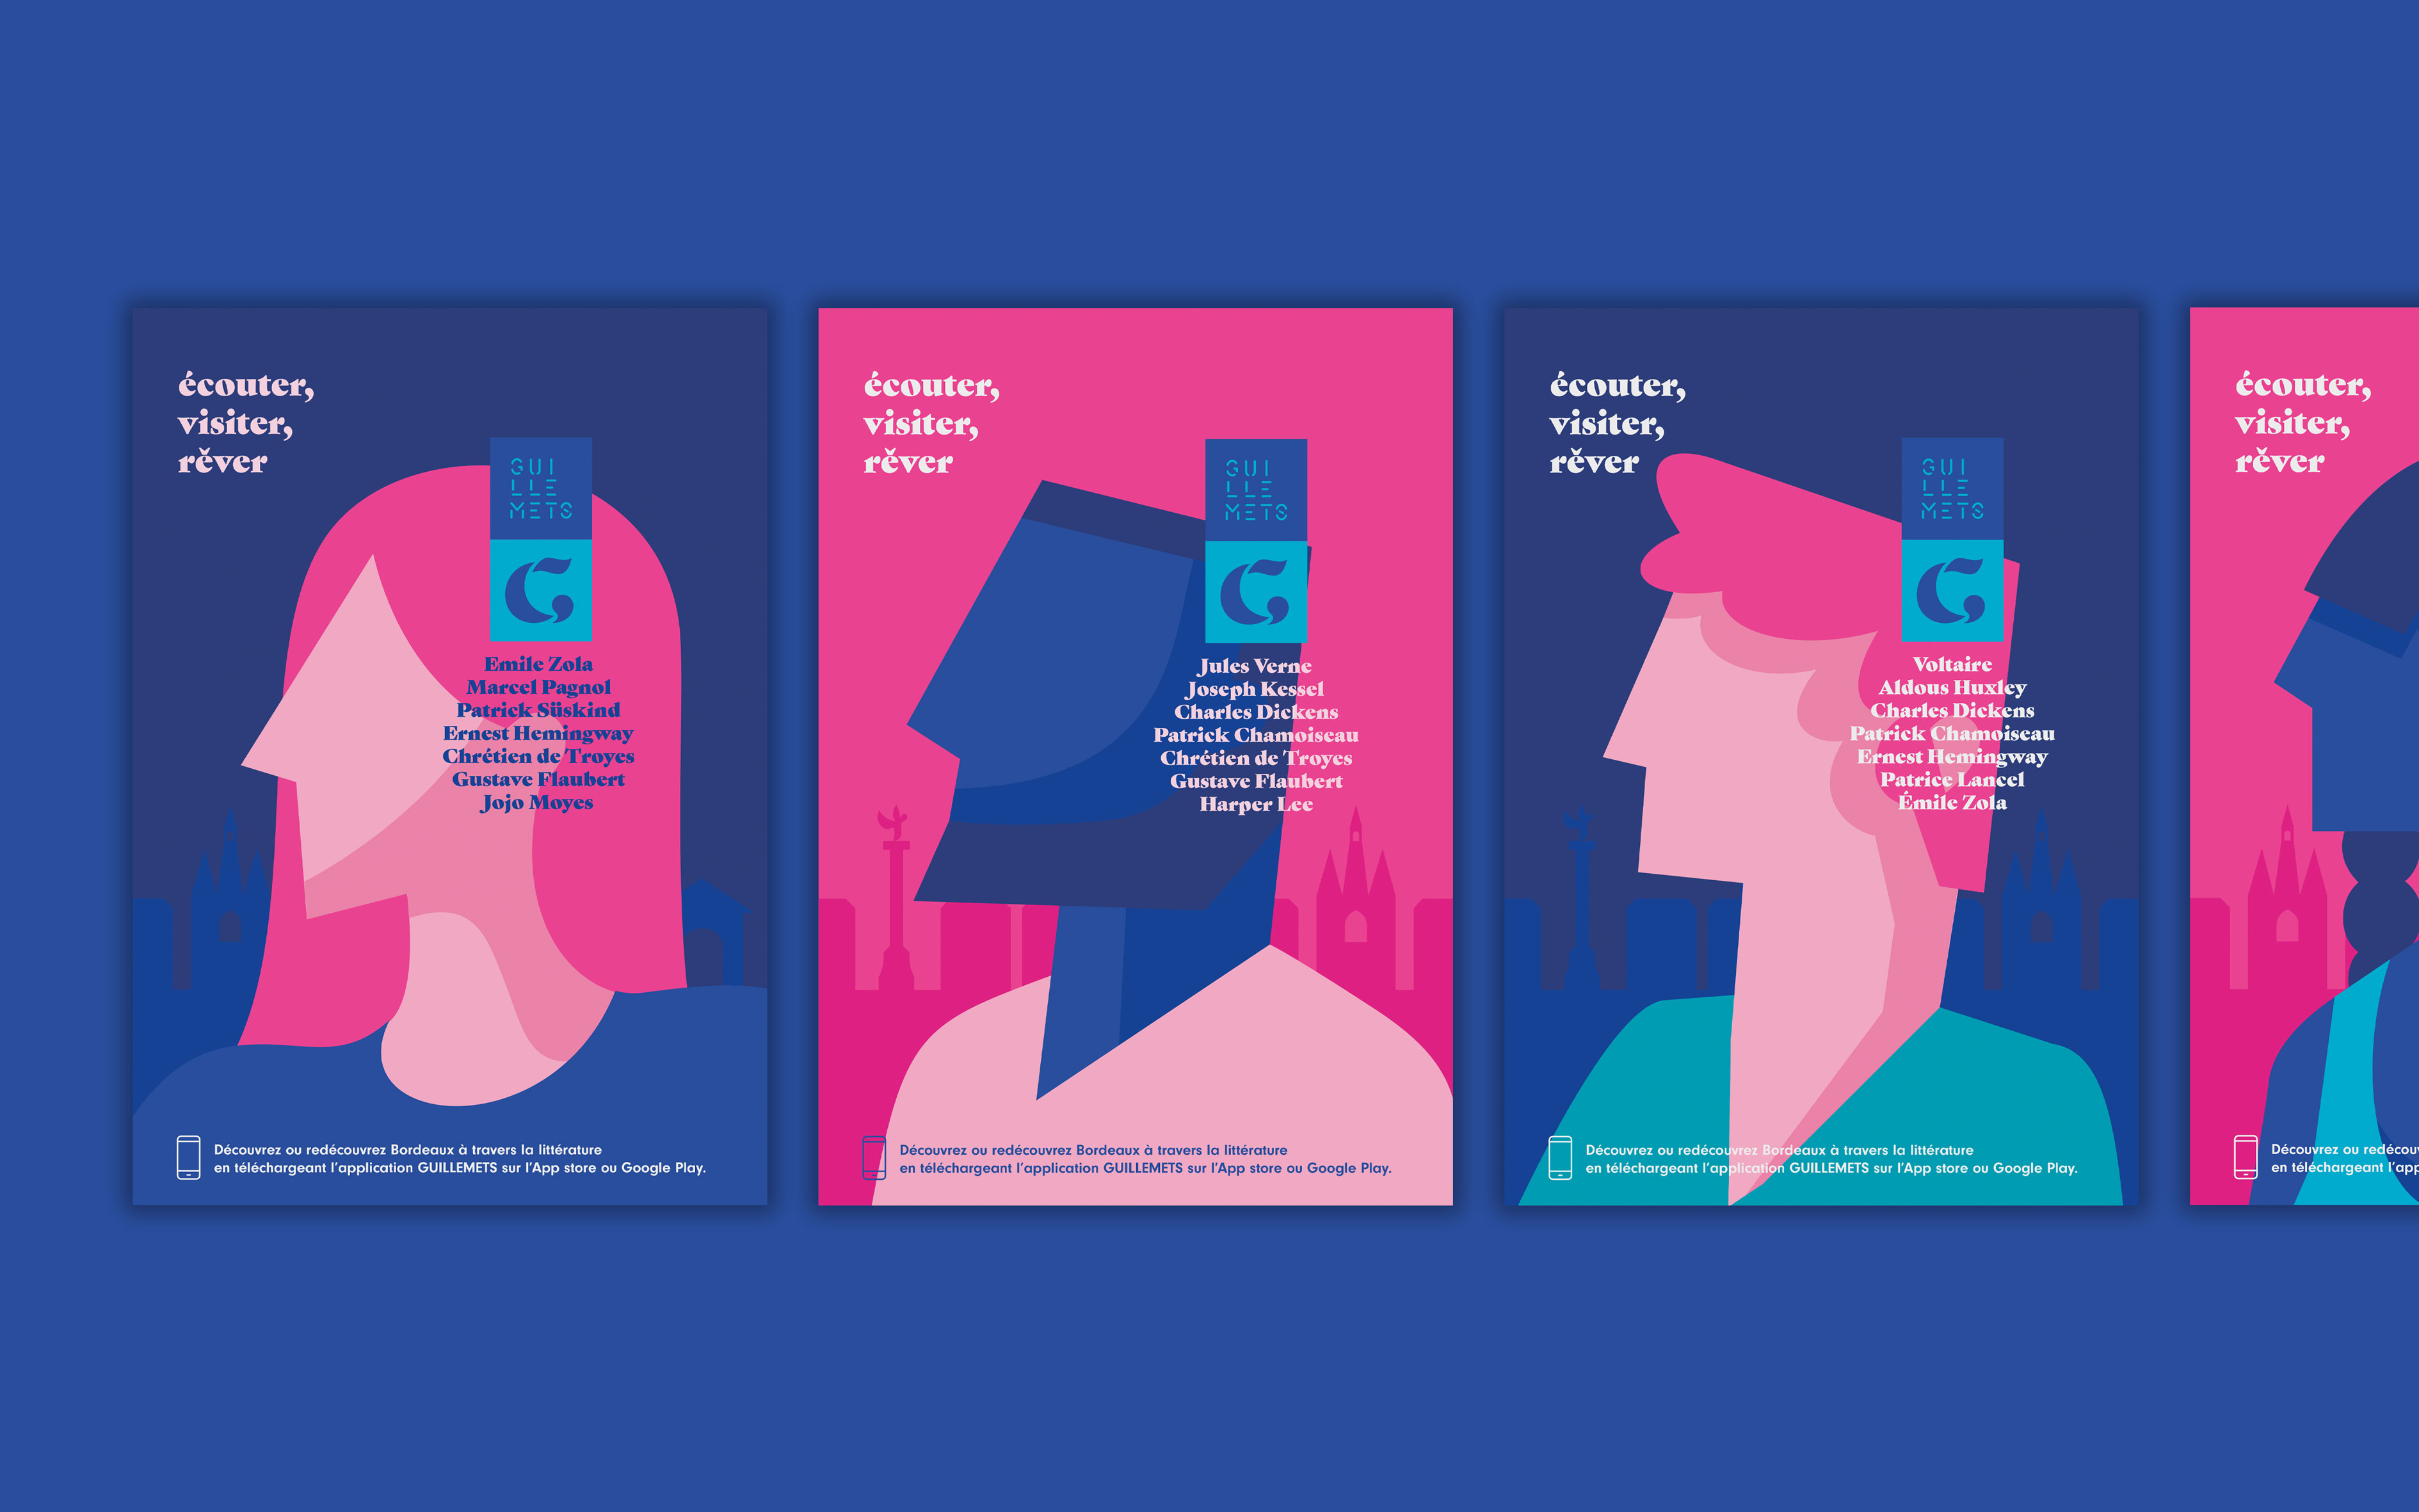 écouter,
visiter,
rěver
GUI
LLE
METS
Emile Zola
Marcel Pagnol
Patrick Süskind
Ernest Hemingway
Chrétien de Troyes
Gustave Flaubert
Jojo Moyes
Découvrez ou redécouvrez Bordeaux à travers la littérature
en téléchargeant l'application GUILLEMETS sur l'App store ou Google Play.
écouter,
visiter,
rěver
GUI
LLE
METS
Jules Verne
Joseph Kessel
Charles Dickens
Patrick Chamoiseau
Chrétien de Troyes
Gustave Flaubert
Harper Lee
Découvrez ou redécouvrez Bordeaux à travers la littérature
en téléchargeant l'application GUILLEMETS sur l'App store ou Google Play.
écouter,
visiter,
rěver
GUI
LLE
METS
Voltaire
Aldous Huxley
Charles Dickens
Patrick Chamoiseau
Ernest Hemingway
Patrice Lancel
Émile Zola
Découvrez ou redécouvrez Bordeaux à travers la littérature
en téléchargeant l'application GUILLEMETS sur l'App store ou Google Play.
écouter,
visiter,
rěver
Découvrez ou
en téléchargeant